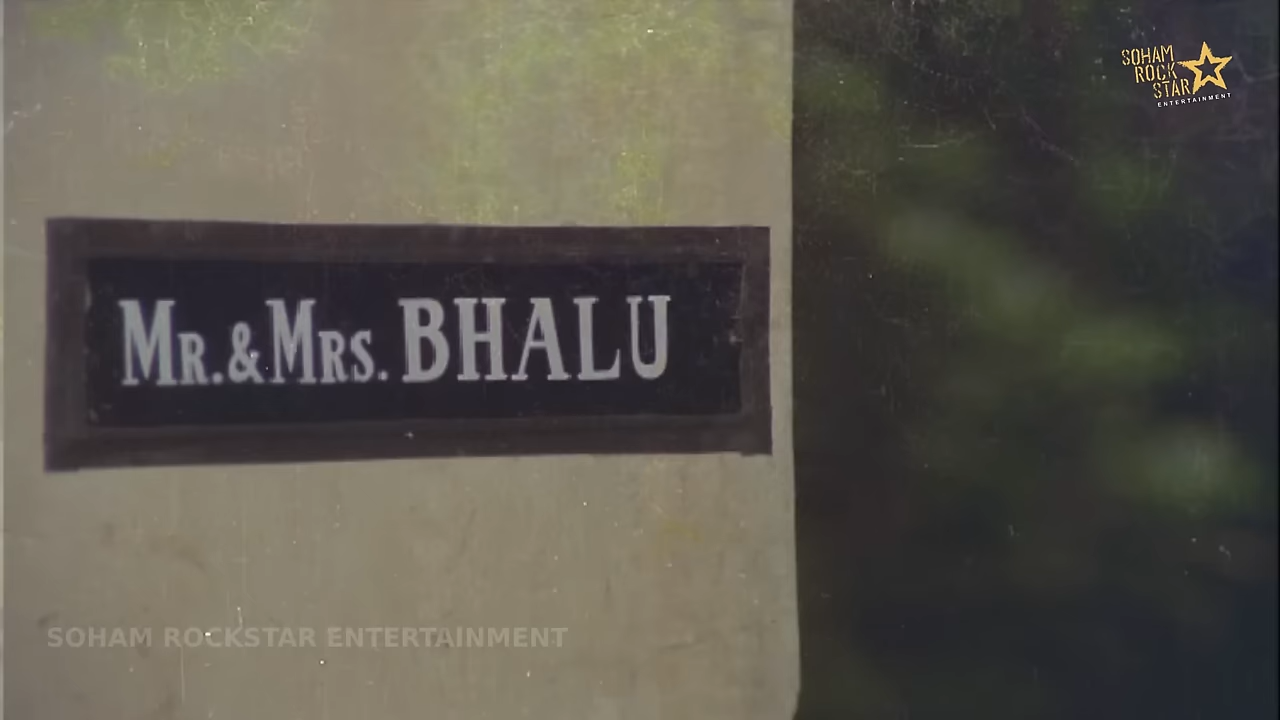 SOHAM
ROCK
STAR
ENTERTAINMENT
MR. & MRS. BHALU
SOHAM ROCKSTAR ENTERTAINMENT